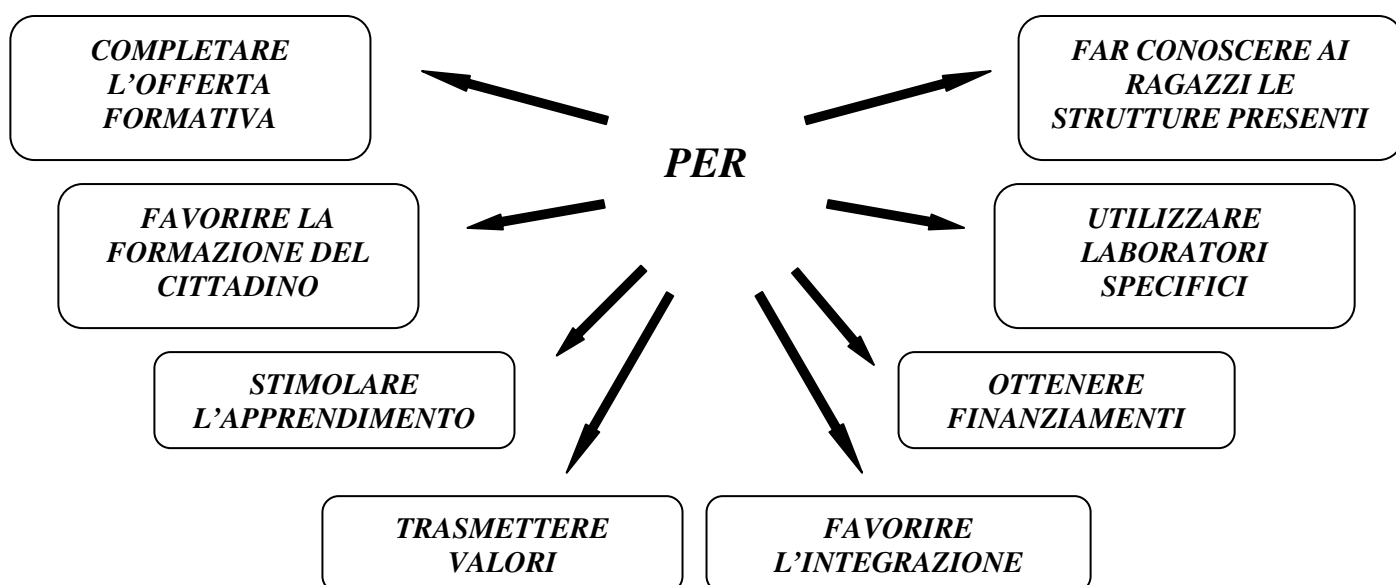 COMPLETARE
L’OFFERTA
FORMATIVA
FAR CONOSCERE AI
RAGAZZI LE
STRUTTURE PRESENTI
PER
FAVORIRE LA
FORMAZIONE DEL
CITTADINO
UTILIZZARE
LABORATORI
SPECIFICI
STIMOLARE
L’APPRENDIMENTO
OTTENERE
FINANZIAMENTI
TRASMETTERE
VALORI
FAVORIRE
L’INTEGRAZIONE